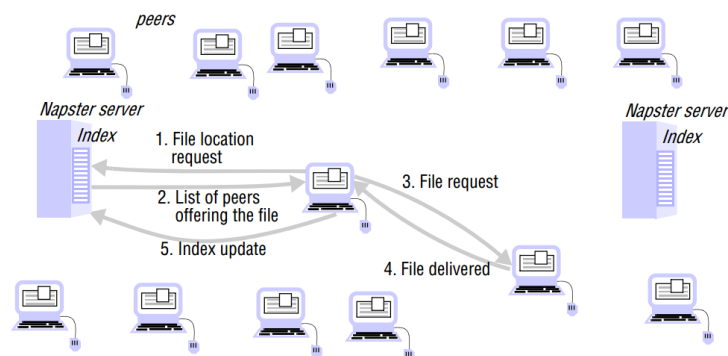 peers
Napster server
Index
Napster server
Index
1. File location
request
2. List of peers
offering the file
3. File request
4. File delivered
5. Index update